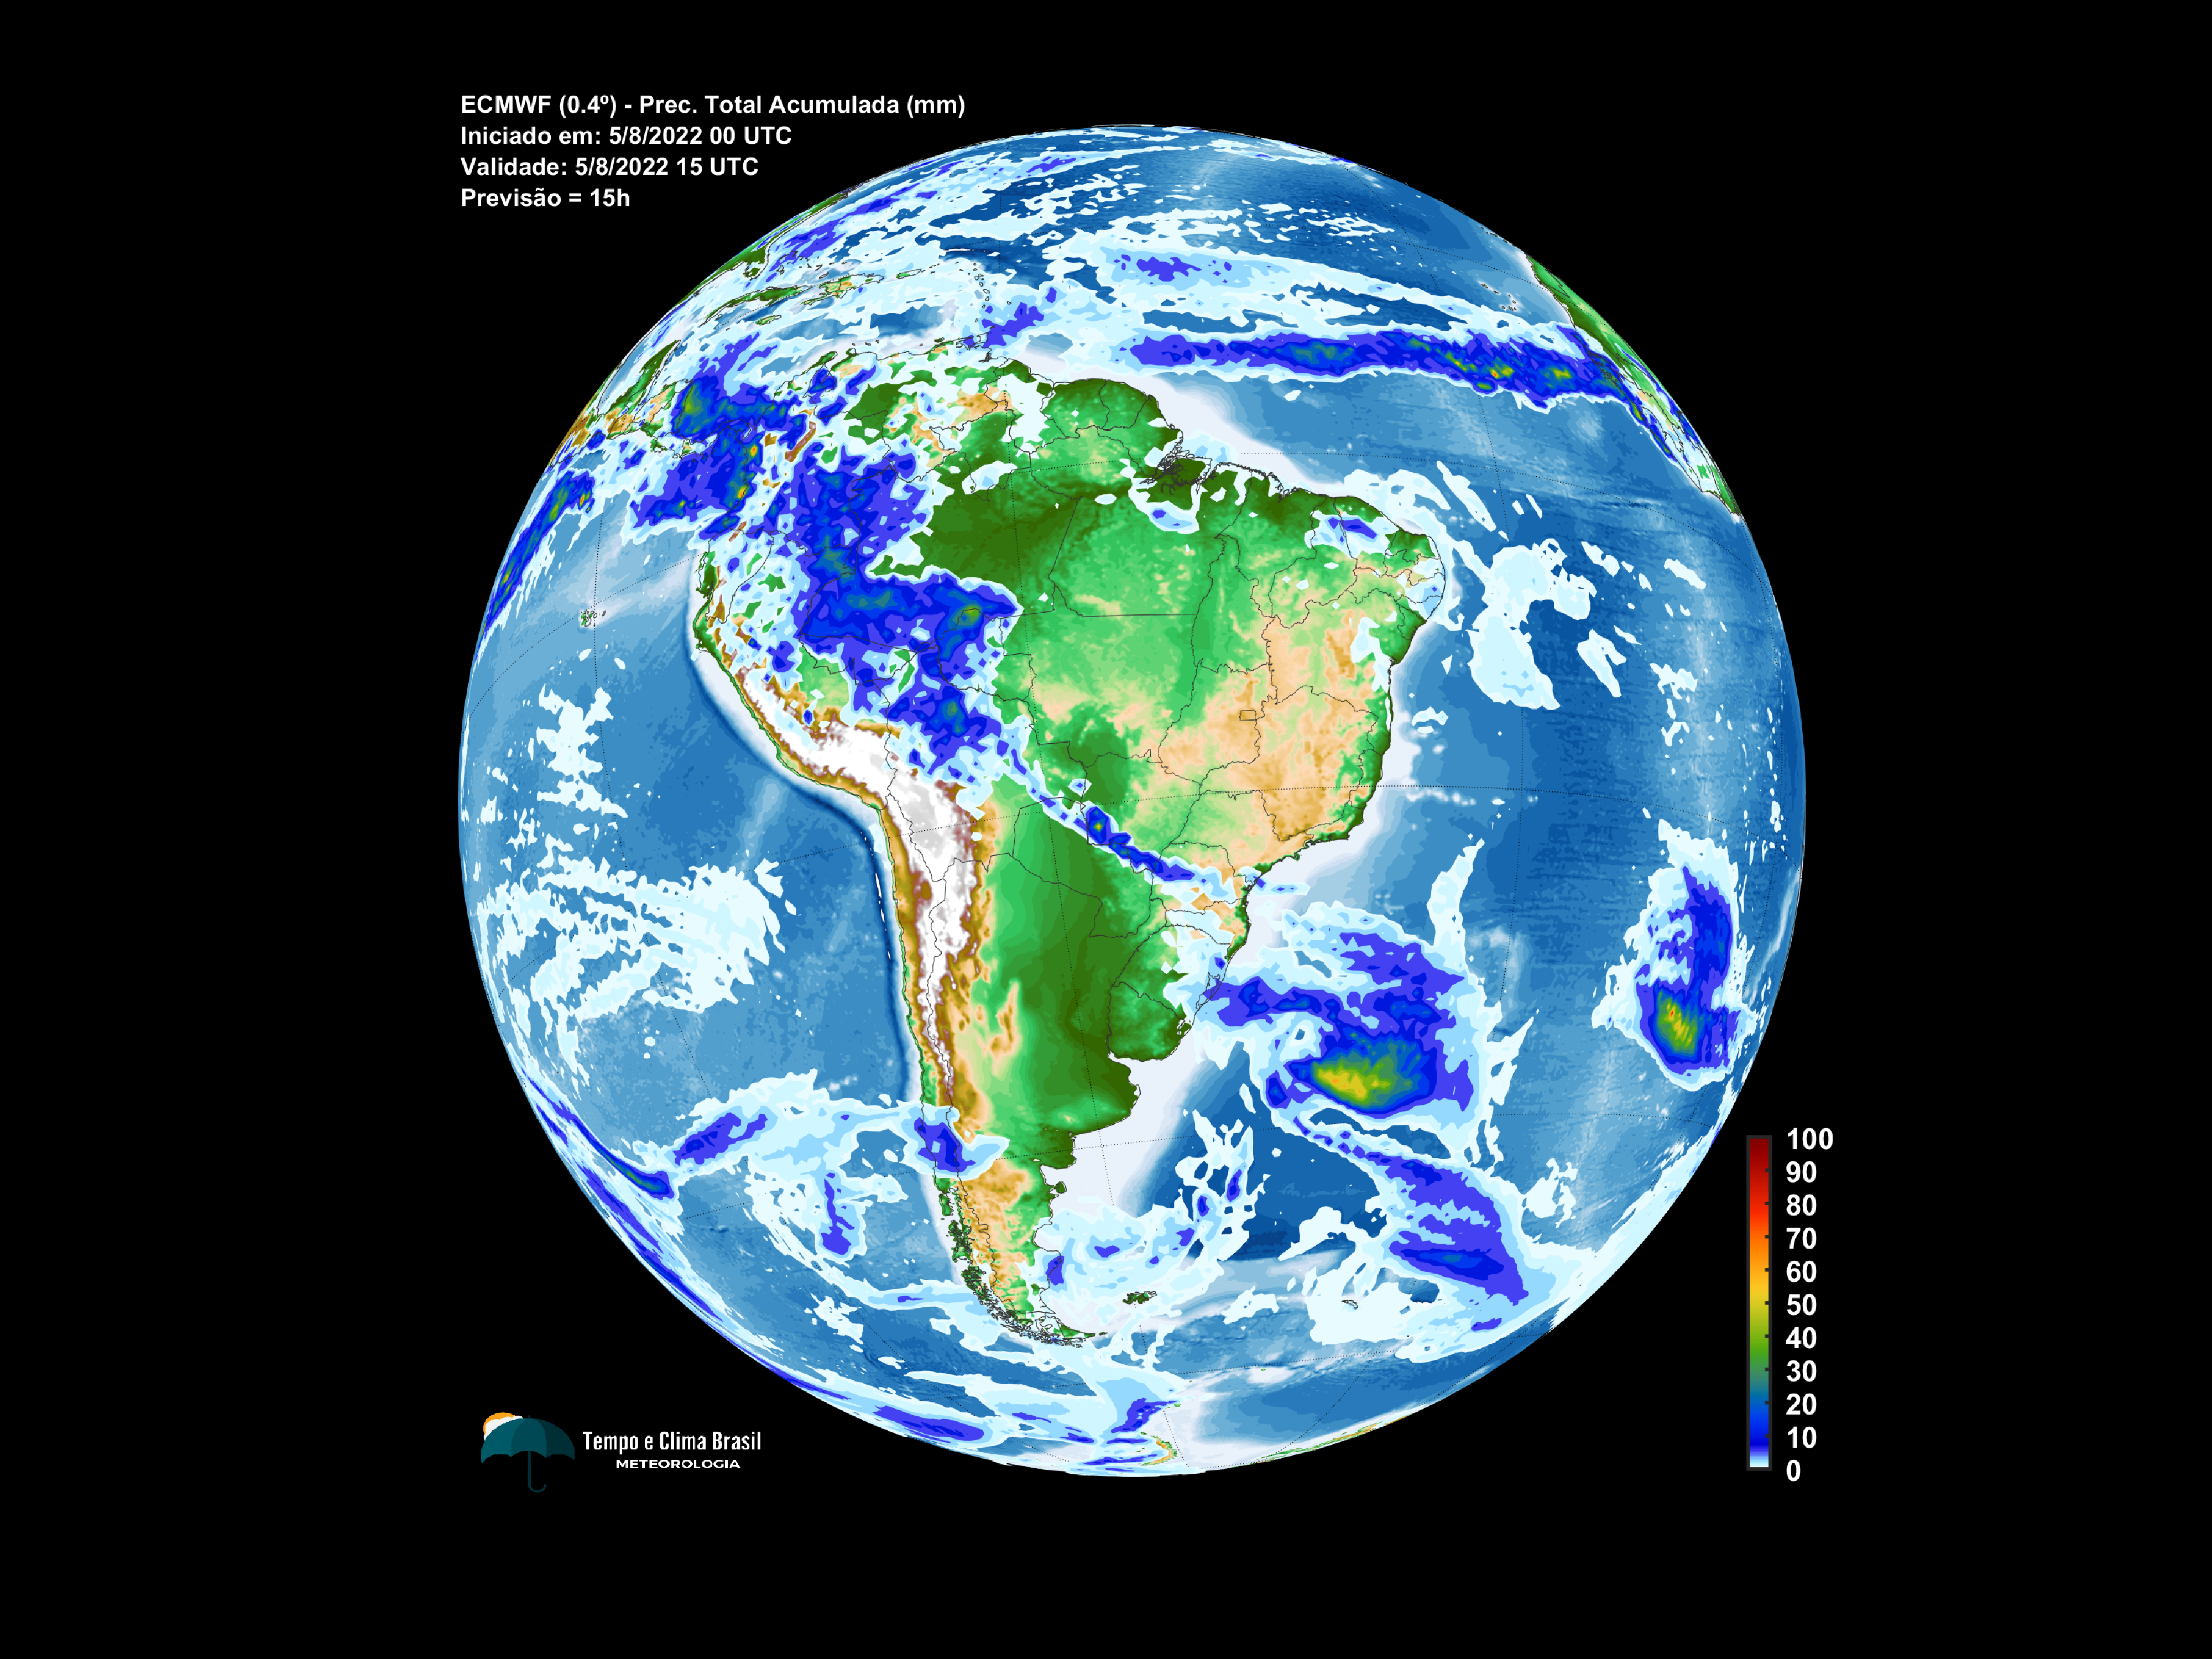 ECMWF (0.4º) - Prec. Total Acumulada (mm)
Iniciado em: 5/8/2022 00 UTC
Validade: 5/8/2022 15 UTC
Previsão = 15h
100
90
80
70
60
50
40
30
20
10
0
Tempo e Clima Brasil
METEOROLOGIA